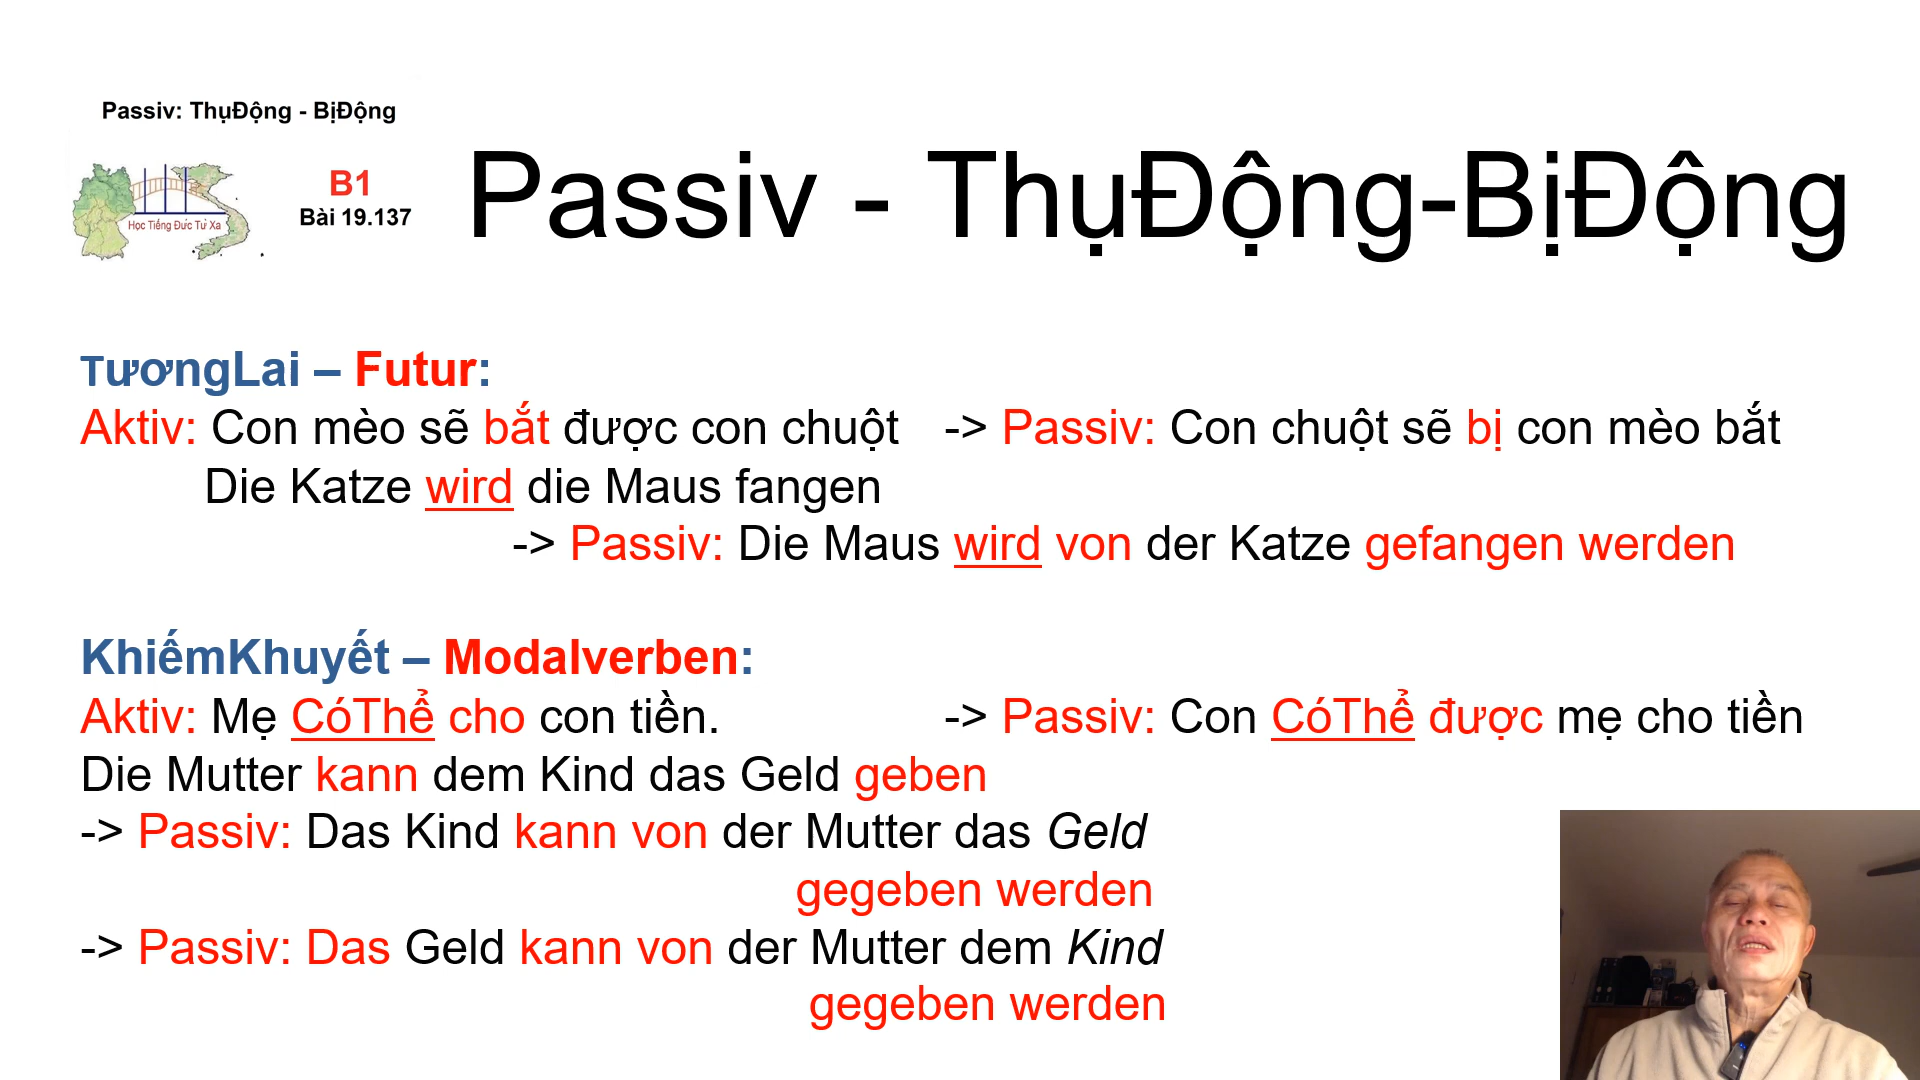 Passiv: ThụĐộng - BịĐộng
Học Tiếng Đức Từ Xa
B1
Bài 19.137
Passiv - ThụĐộng-BịĐộng
TươngLai – Futur:
Aktiv: Con mèo sẽ bắt được con chuột -> Passiv: Con chuột sẽ bị con mèo bắt
Die Katze wird die Maus fangen
-> Passiv: Die Maus wird von der Katze gefangen werden
KhiếmKhuyết – Modalverben:
Aktiv: Mẹ CóThể cho con tiền. -> Passiv: Con CóThể được mẹ cho tiền
Die Mutter kann dem Kind das Geld geben
-> Passiv: Das Kind kann von der Mutter das Geld
gegeben werden
-> Passiv: Das Geld kann von der Mutter dem Kind
gegeben werden